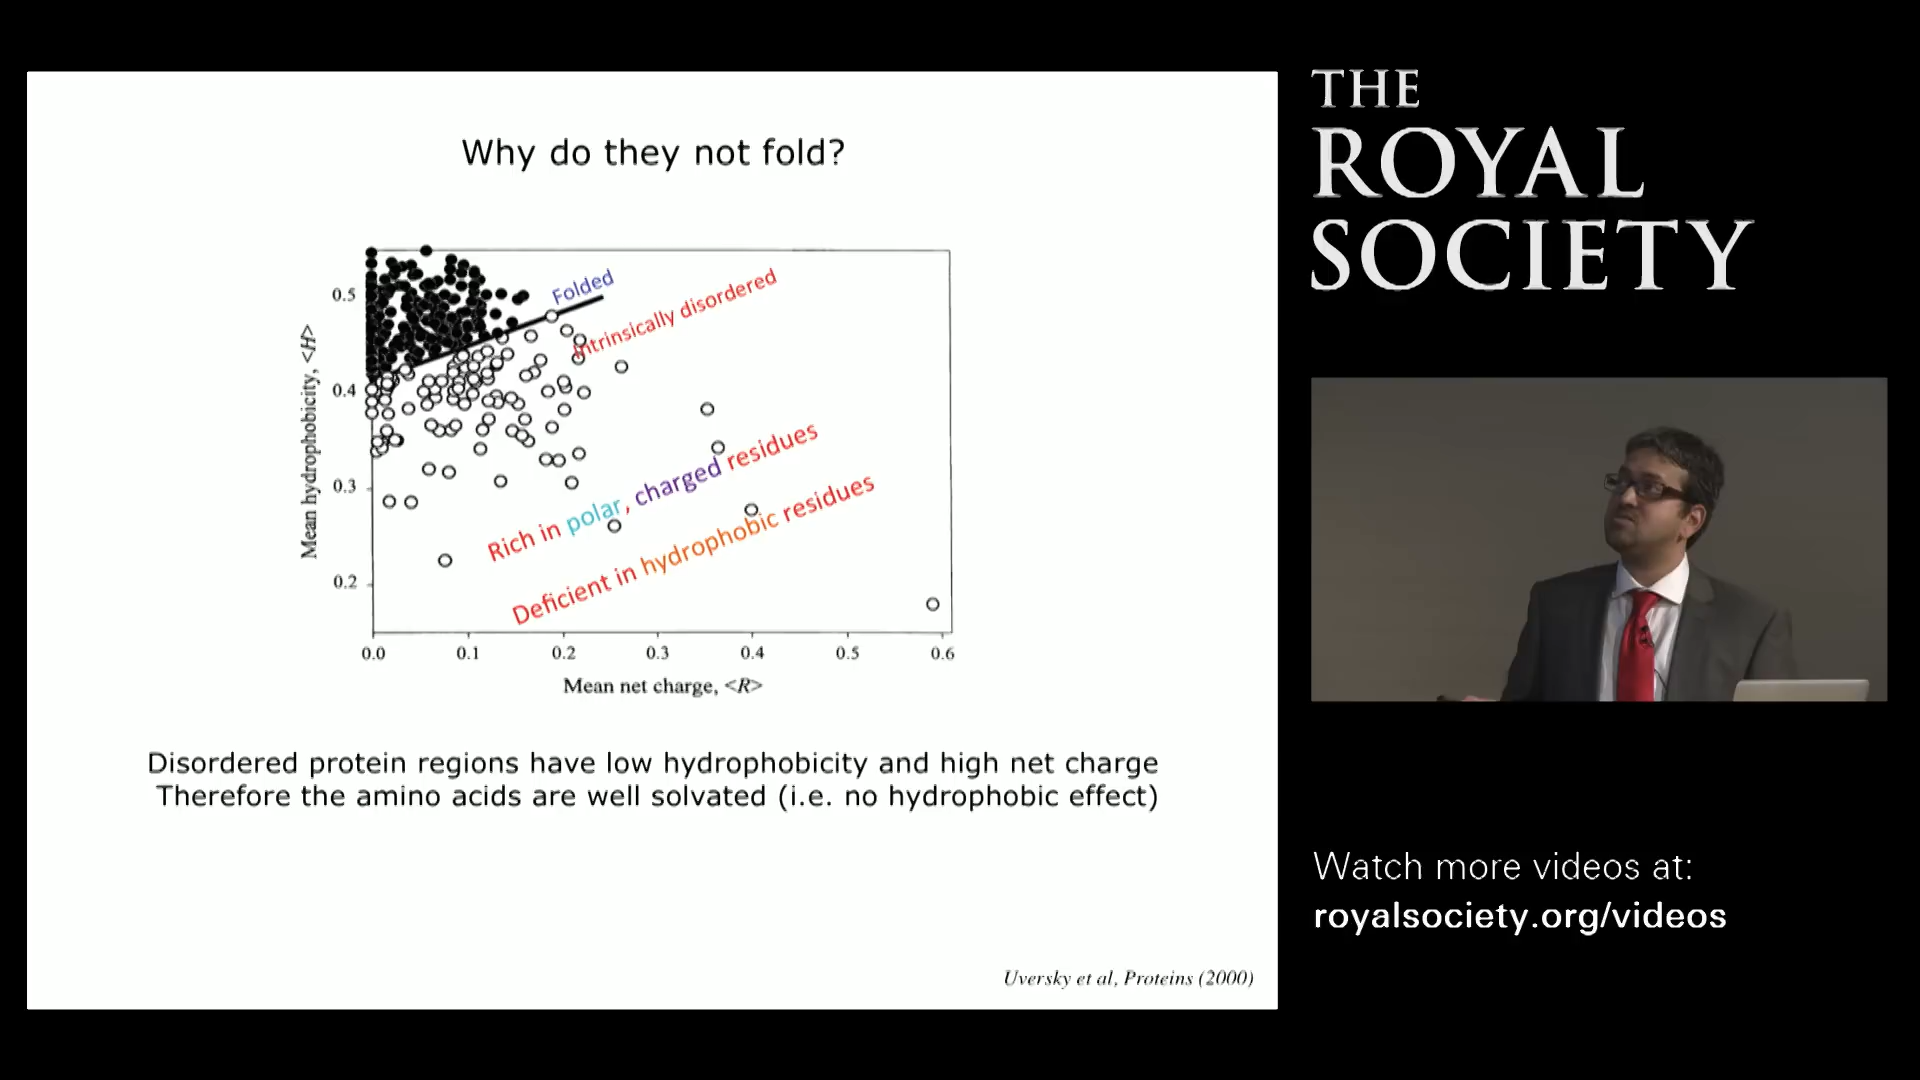 Why do they not fold?
Folded
Intrinsically disordered
Rich in polar, charged residues
Deficient in hydrophobic residues
Mean hydrophobicity, <H>
0.5
0.4
0.3
0.2
0.0 0.1 0.2 0.3 0.4 0.5 0.6
Mean net charge, <R>
Disordered protein regions have low hydrophobicity and high net charge
Therefore the amino acids are well solvated (i.e. no hydrophobic effect)
Uversky et al, Proteins (2000)
THE
ROYAL
SOCIETY
Watch more videos at:
royalsociety.org/videos